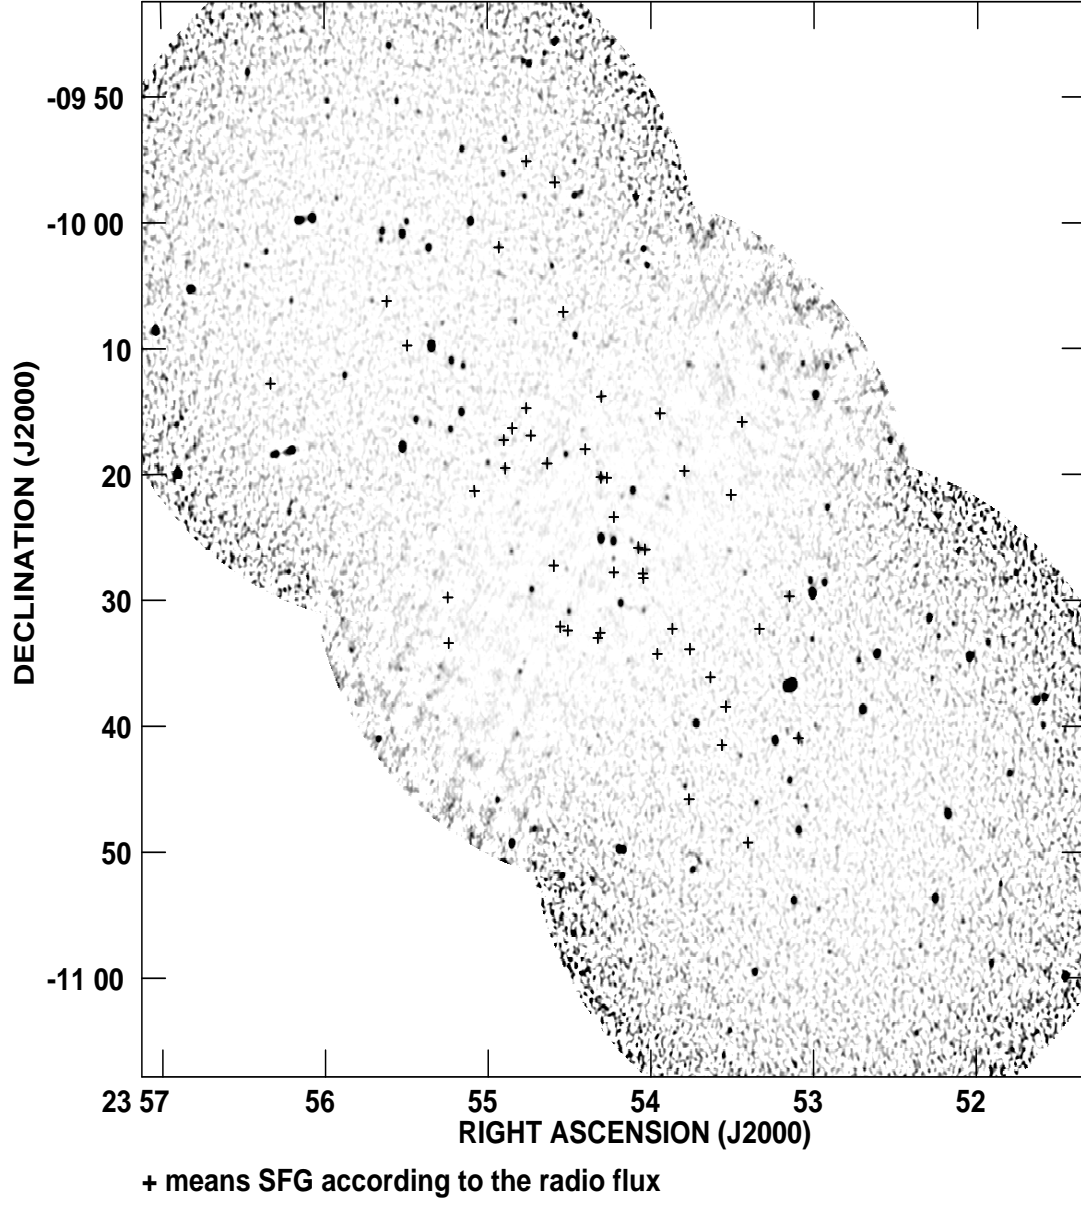 DECLINATION (J2000)
-09 50
-10 00
10
20
30
40
50
-11 00
23 57 56 55 54 53 52
RIGHT ASCENSION (J2000)
+ means SFG according to the radio flux